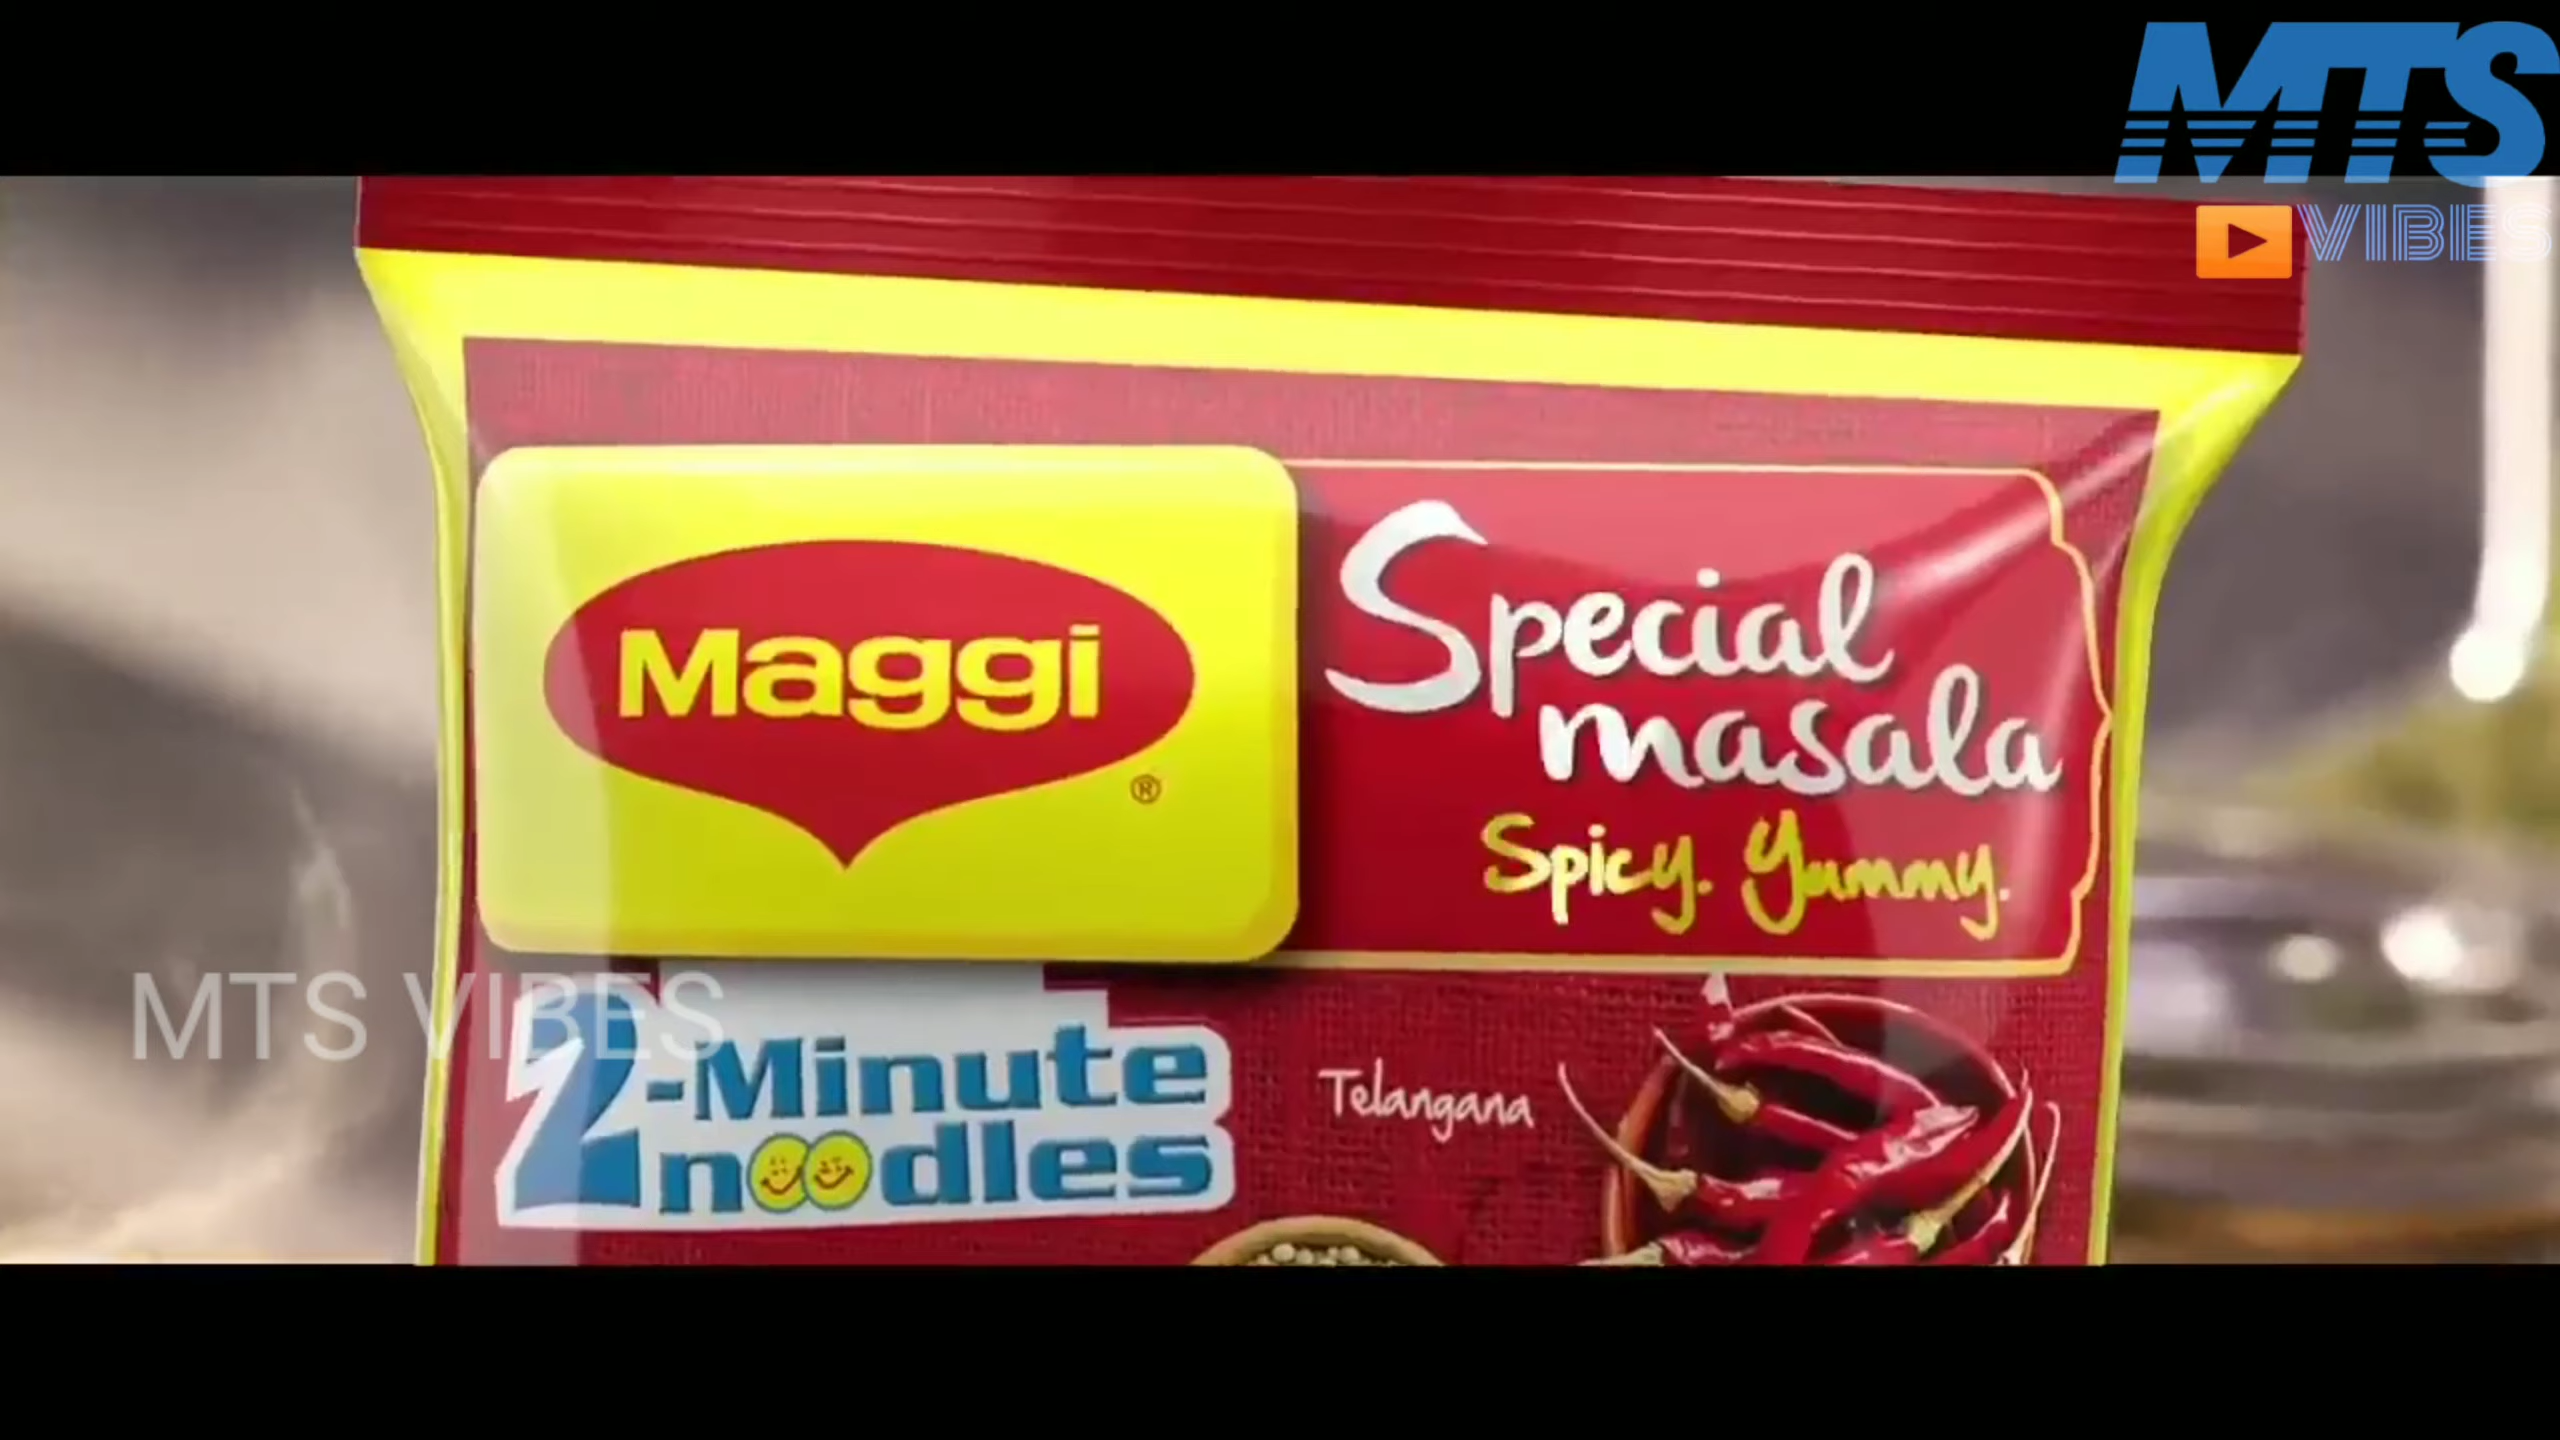 MTS
VIBES
Maggi
®
Special
masala
Spicy. Yummy.
MTS VIBES
2-Minute
noodles
Telangana